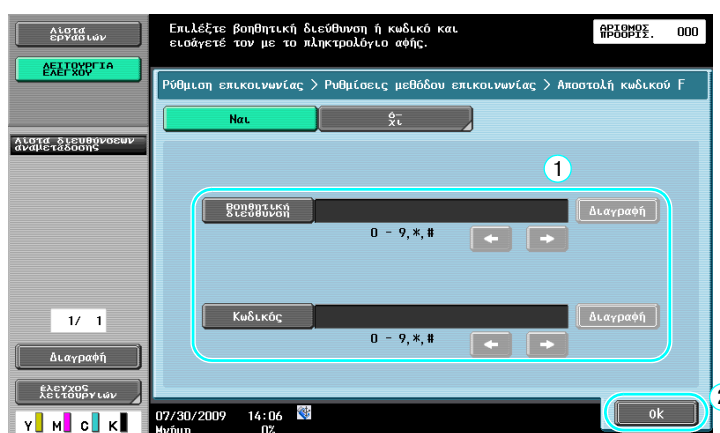 Λίστα
εργασιών
Επιλέξτε βοηθητική διεύθυνση ή κωδικό και
εισάγετέ τον με το πληκτρολόγιο αφής.
ΑΡΙΘΜΟΣ
ΠΡΟΟΡΙΣ.
000
ΛΕΙΤΟΥΡΓΙΑ
ΕΛΕΓΧΟΥ
Ρύθμιση επικοινωνίας > Ρυθμίσεις μεθόδου επικοινωνίας > Αποστολή κωδικού F
Ναι
ό-
χι
Λίστα διευθύνσεων
αναμετάδοσης
1
Βοηθητική
διεύθυνση
Διαγραφή
0 - 9,*,#
Κωδικός
Διαγραφή
0 - 9,*,#
1/ 1
Διαγραφή
έλεγχος
λειτουργιών
2
Ok
Y M C K
07/30/2009 14:06
Μνήμη 0%